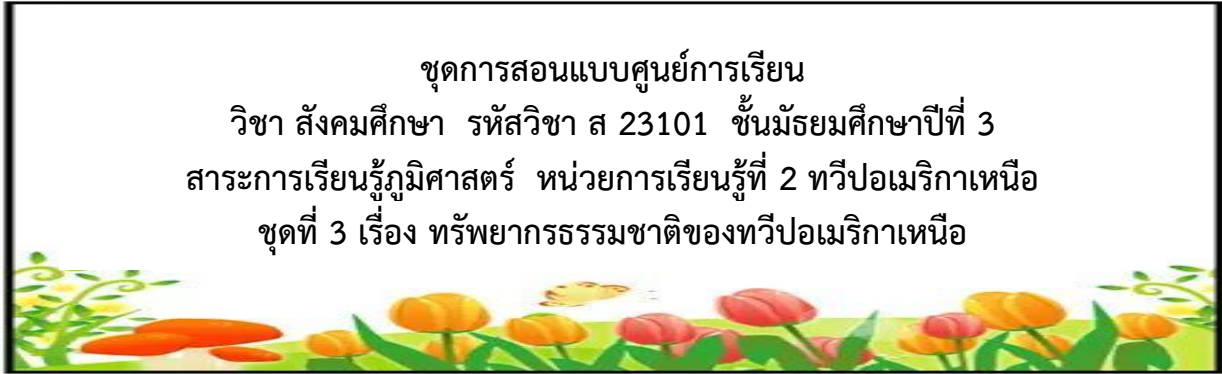 ชุดการสอนแบบศูนย์การเรียน
วิชา สังคมศึกษา รหัสวิชา ส 23101 ชั้นมัธยมศึกษาปีที่ 3
สาระการเรียนรู้ภูมิศาสตร์ หน่วยการเรียนรู้ที่ 2 ทวีปอเมริกาเหนือ
ชุดที่ 3 เรื่อง ทรัพยากรธรรมชาติของทวีปอเมริกาเหนือ